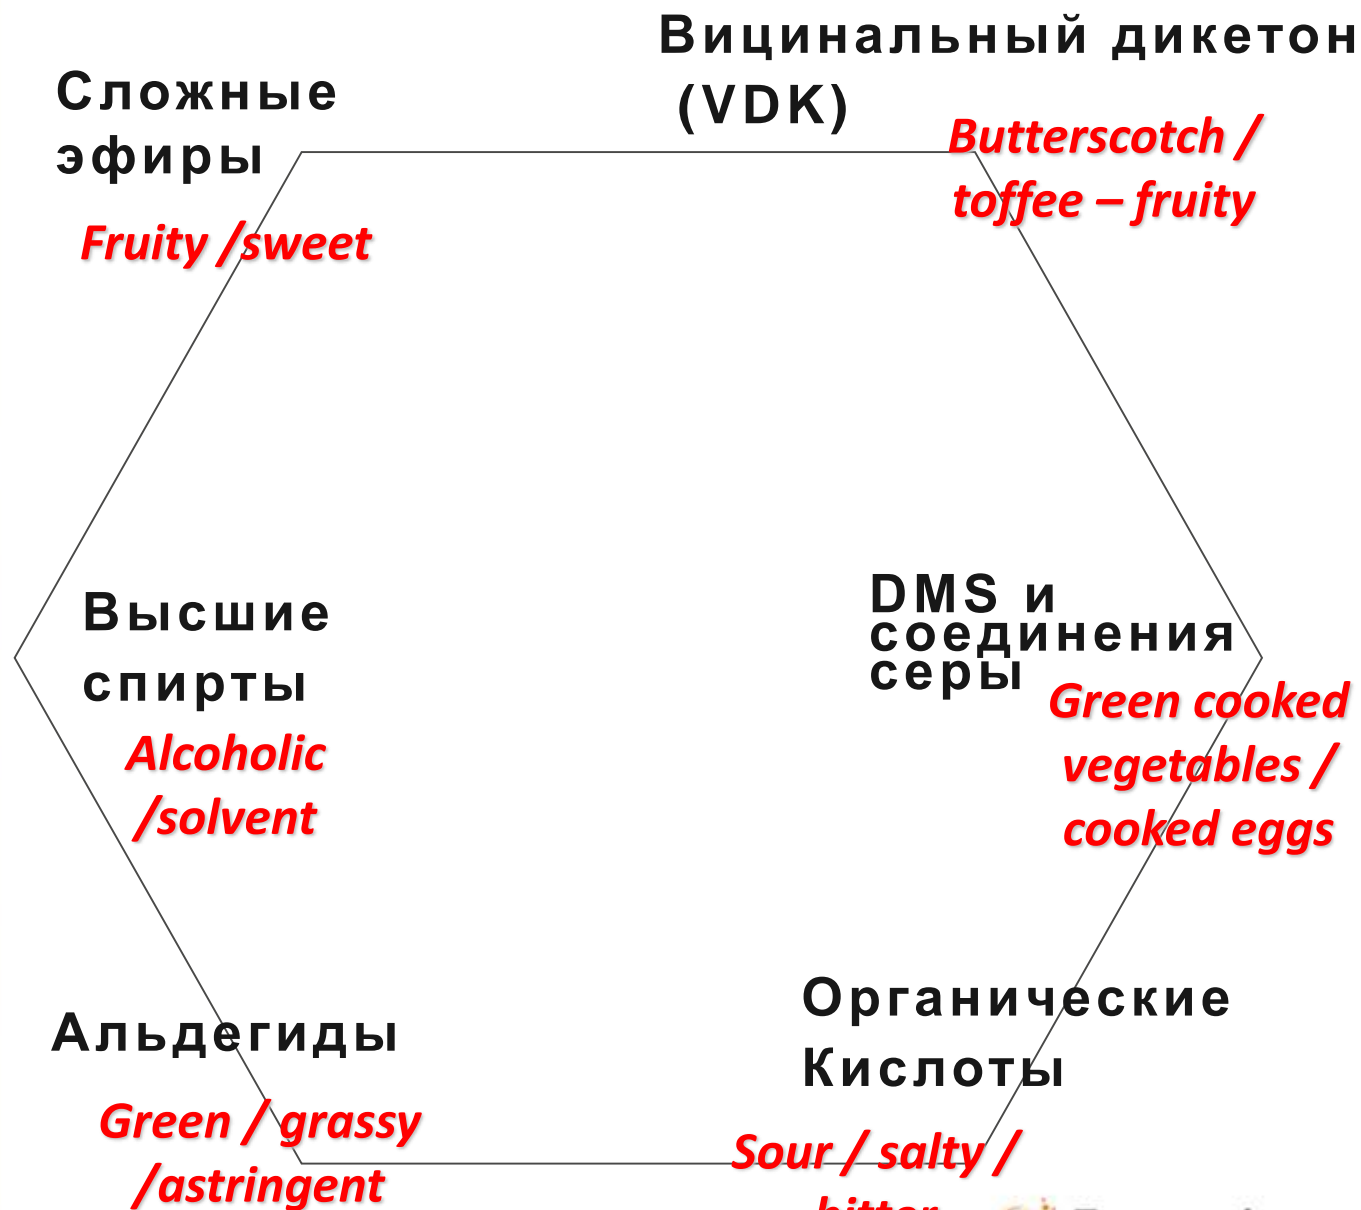 Вицинальный дикетон
(VDK)
Сложные
эфиры
Butterscotch /
toffee – fruity
Fruity /sweet
Высшие
спирты
Alcoholic
/solvent
DMS и
соединения
серы
Green cooked
vegetables /
cooked eggs
Альдегиды
Green / grassy
/astringent
Органические
Кислоты
Sour / salty /
bitter